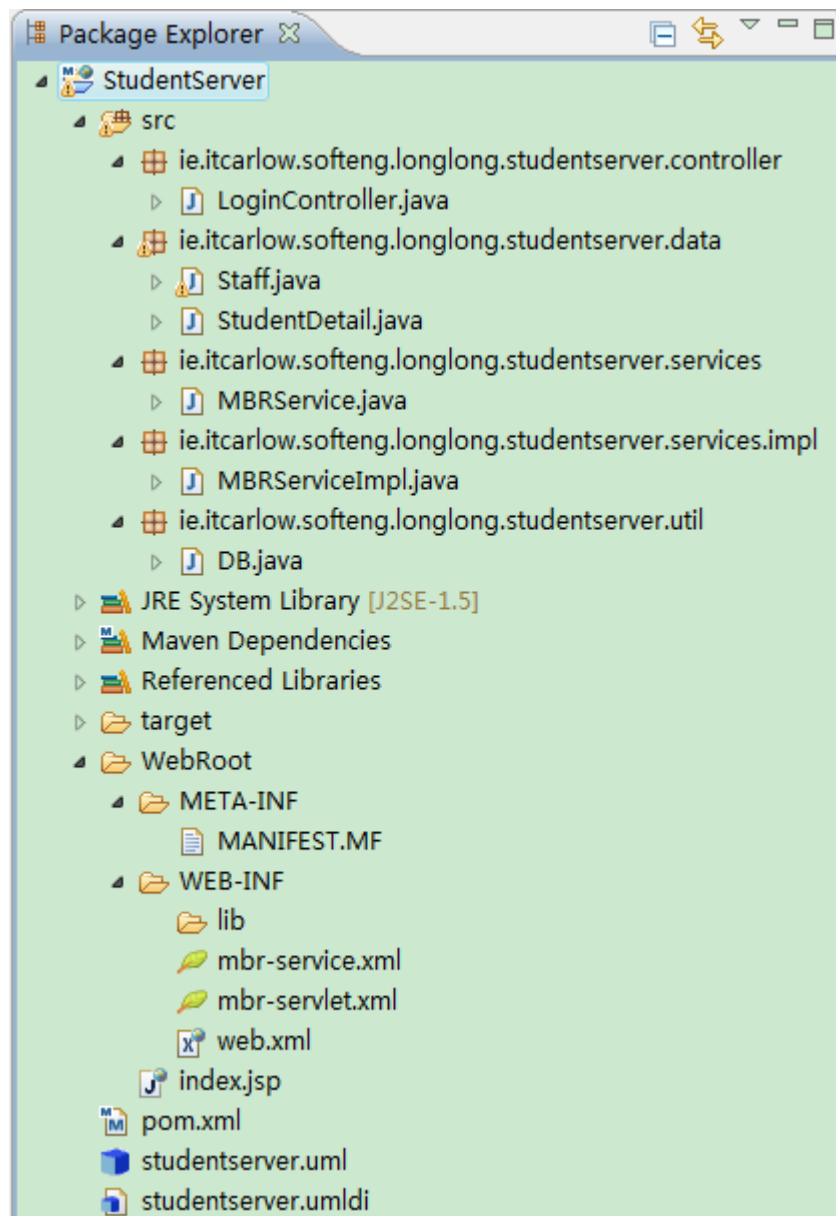 Package Explorer
StudentServer
src
ie.itcarlow.softeng.longlong.studentserver.controller
LoginController.java
ie.itcarlow.softeng.longlong.studentserver.data
Staff.java
StudentDetail.java
ie.itcarlow.softeng.longlong.studentserver.services
MBRService.java
ie.itcarlow.softeng.longlong.studentserver.services.impl
MBRServiceImpl.java
ie.itcarlow.softeng.longlong.studentserver.util
DB.java
JRE System Library [J2SE-1.5]
Maven Dependencies
Referenced Libraries
target
WebRoot
META-INF
MANIFEST.MF
WEB-INF
lib
mbr-service.xml
mbr-servlet.xml
web.xml
index.jsp
pom.xml
studentserver.uml
studentserver.umldi